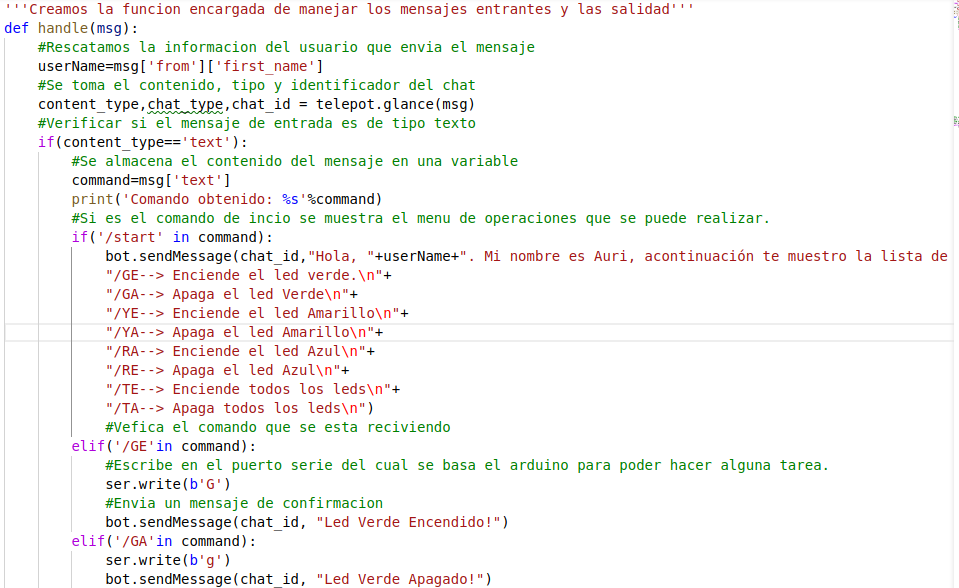 '''Creamos la funcion encargada de manejar los mensajes entrantes y las salidad'''
def handle(msg):
#Rescatamos la informacion del usuario que envia el mensaje
userName=msg['from']['first_name']
#Se toma el contenido, tipo y identificador del chat
content_type,chat_type,chat_id = telepot.glance(msg)
#Verificar si el mensaje de entrada es de tipo texto
if(content_type=='text'):
#Se almacena el contenido del mensaje en una variable
command=msg['text']
print('Comando obtenido: %s'%command)
#Si es el comando de incio se muestra el menu de operaciones que se puede realizar.
if('/start' in command):
bot.sendMessage(chat_id,"Hola, "+userName+". Mi nombre es Auri, acontinuación te muestro la lista de
"/GE--> Enciende el led verde.\n"+
"/GA--> Apaga el led Verde\n"+
"/YE--> Enciende el led Amarillo\n"+
"/YA--> Apaga el led Amarillo\n"+
"/RA--> Enciende el led Azul\n"+
"/RE--> Apaga el led Azul\n"+
"/TE--> Enciende todos los leds\n"+
"/TA--> Apaga todos los leds\n")
#Vefica el comando que se esta reciviendo
elif('/GE'in command):
#Escribe en el puerto serie del cual se basa el arduino para poder hacer alguna tarea.
ser.write(b'G')
#Envia un mensaje de confirmacion
bot.sendMessage(chat_id, "Led Verde Encendido!")
elif('/GA'in command):
ser.write(b'g')
bot.sendMessage(chat_id, "Led Verde Apagado!")